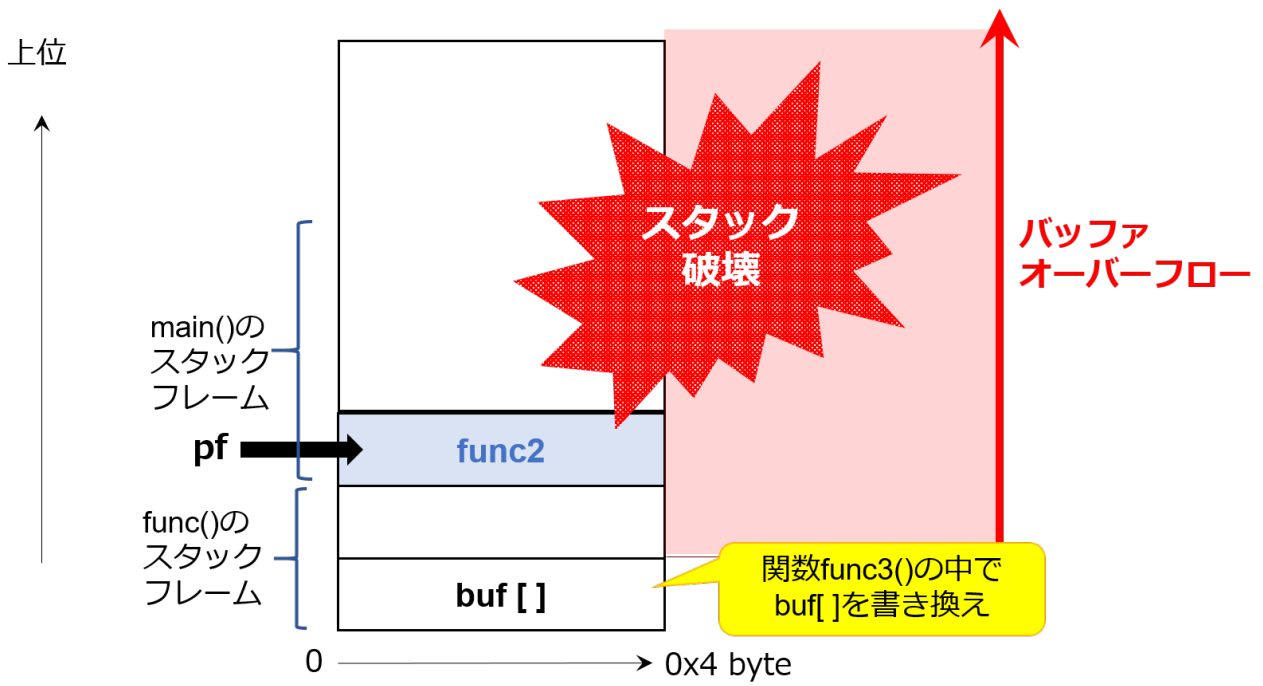 上位
スタック
破壊
バッファ
オーバーフロー
main()の
スタック
フレーム
pf
func2
func()の
スタック
フレーム
buf [ ]
関数func3()の中で
buf[ ]を書き換え
0
0x4 byte